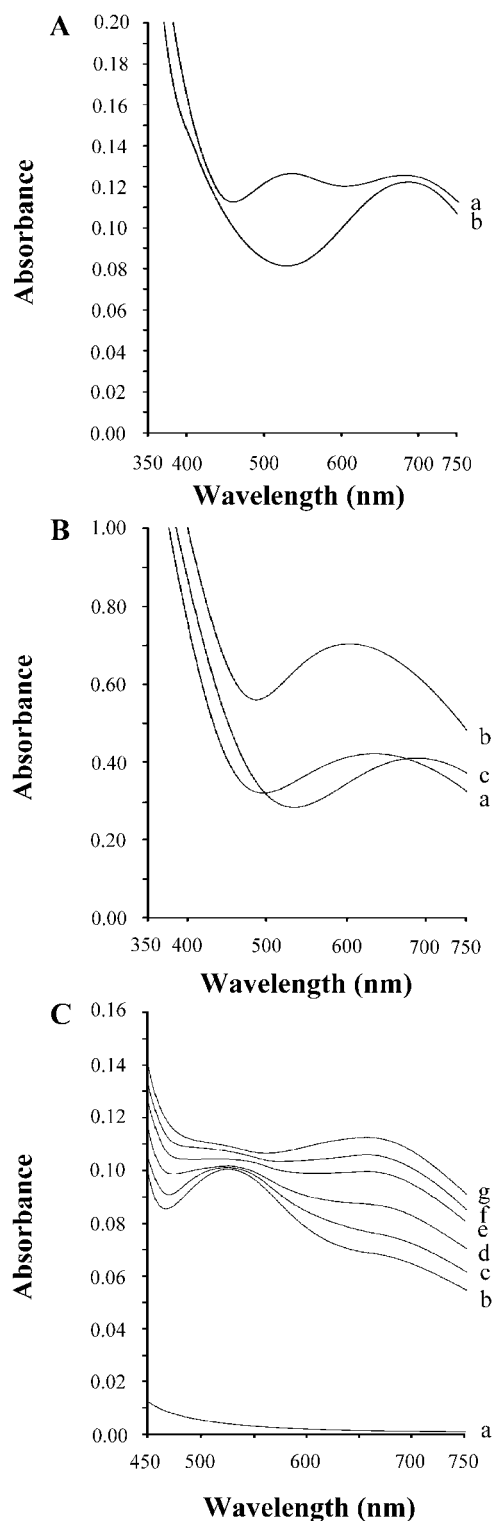 A
0.20
0.18
0.16
0.14
0.12
0.10
0.08
0.06
0.04
0.02
0.00
Absorbance
a
b
350 400 500 600 700 750
Wavelength (nm)
B
1.00
0.80
0.60
0.40
0.20
0.00
Absorbance
b
c
a
350 400 500 600 700 750
Wavelength (nm)
C
0.16
0.14
0.12
0.10
0.08
0.06
0.04
0.02
0.00
Absorbance
g
f
e
d
c
b
a
450 500 600 700 750
Wavelength (nm)